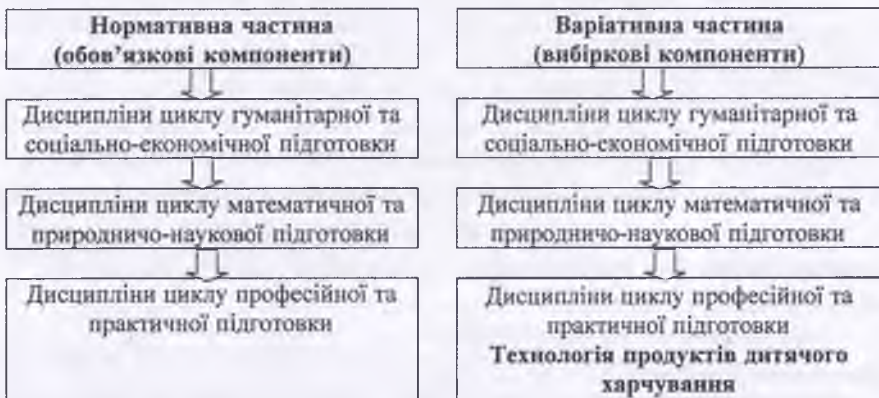 Нормативна частина
(обов’язкові компоненти)
Дисципліни циклу гуманітарної та
соціально-економічної підготовки
Дисципліни циклу математичної та
природничо-наукової підготовки
Дисципліни циклу професійної та
практичної підготовки
Варіативна частина
(вибіркові компоненти)
Дисципліни циклу гуманітарної та
соціально-економічної підготовки
Дисципліни циклу математичної та
природничо-наукової підготовки
Дисципліни циклу професійної та
практичної підготовки
Технологія продуктів дитячого
харчування